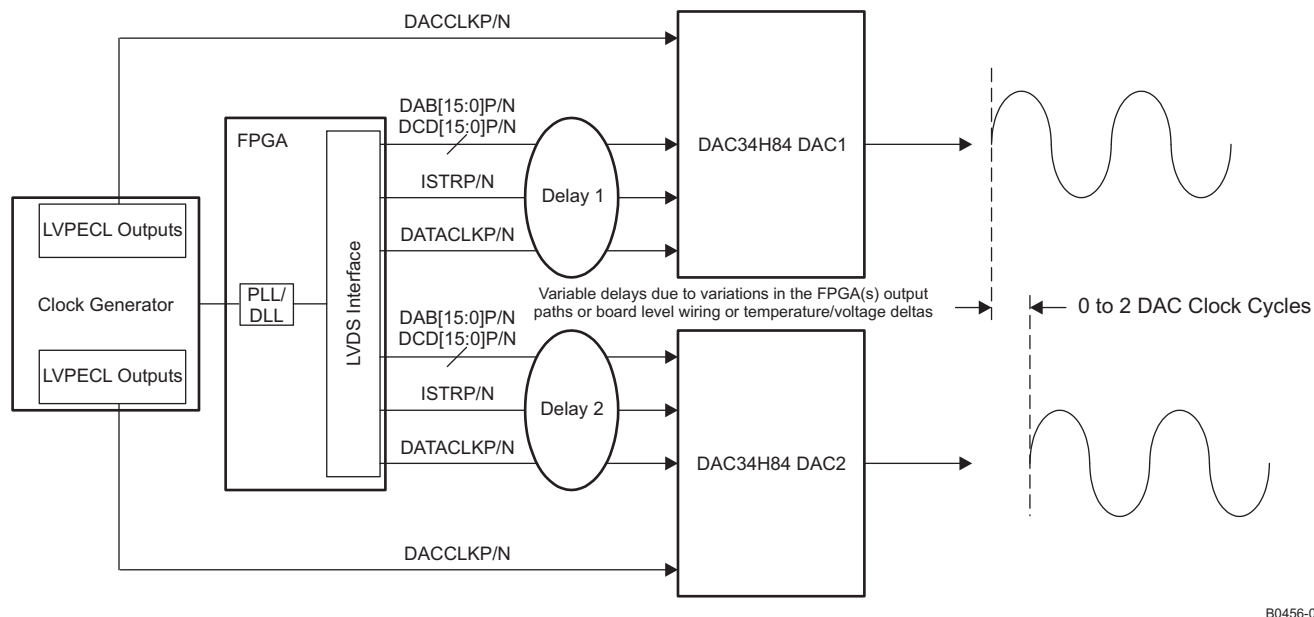 DACCLKP/N
DAB[15:0]P/N
DCD[15:0]P/N
FPGA
DAC34H84 DAC1
ISTRP/N
Delay 1
LVPECL Outputs
DATACLKP/N
LVDS Interface
Clock Generator
PLL/
DLL
Variable delays due to variations in the FPGA(s) output
paths or board level wiring or temperature/voltage deltas
0 to 2 DAC Clock Cycles
DAB[15:0]P/N
DCD[15:0]P/N
LVPECL Outputs
ISTRP/N
Delay 2
DATACLKP/N
DAC34H84 DAC2
DACCLKP/N